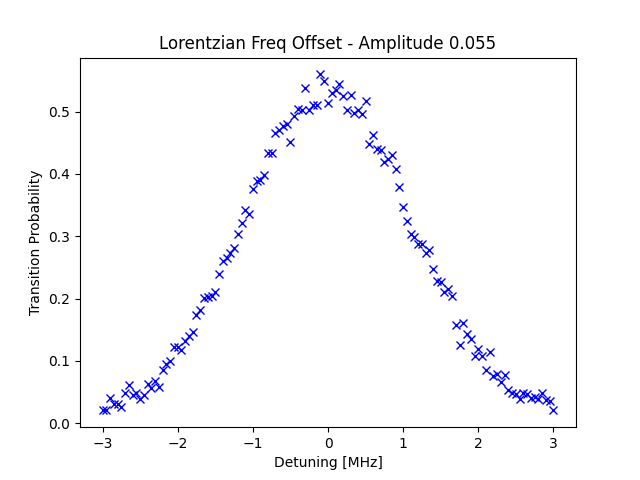 Lorentzian Freq Offset - Amplitude 0.055
Transition Probability
0.5
0.4
0.3
0.2
0.1
0.0
−3 −2 −1 0 1 2 3
Detuning [MHz]